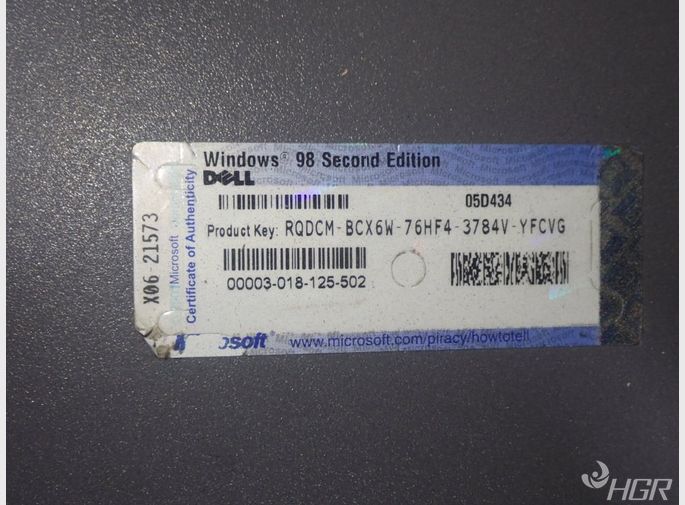 Windows® 98 Second Edition
DELL
05D434
Product Key: RQDCM-BCX6W-76HF4-3784V-YFCVG
00003-018-125-502
www.microsoft.com/piracy/howtotell
X06-21573
Microsoft
Certificate of Authenticity
HGR